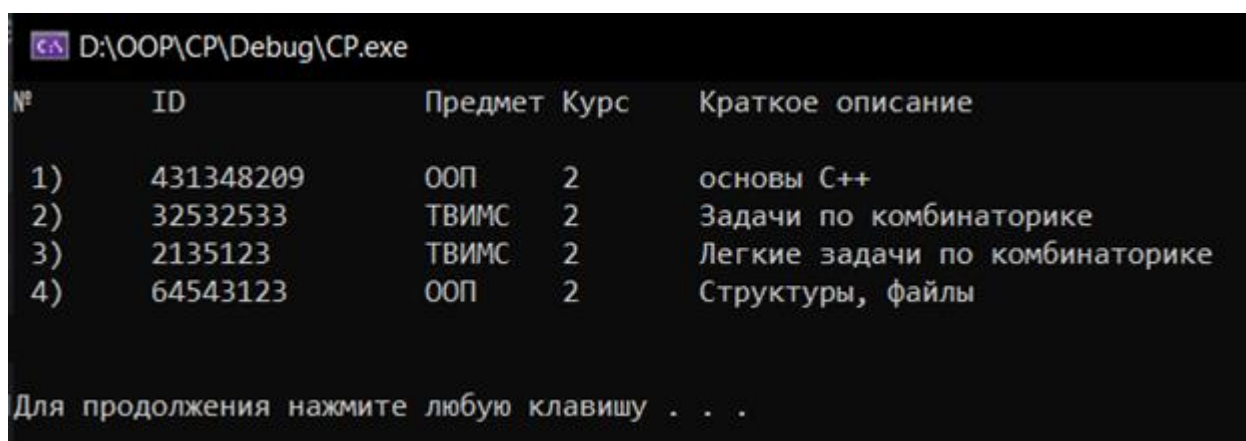 D:\OOP\CP\Debug\CP.exe
№ ID Предмет Курс Краткое описание
1) 431348209 ООП 2 основы C++
2) 32532533 ТВИМС 2 Задачи по комбинаторике
3) 2135123 ТВИМС 2 Легкие задачи по комбинаторике
4) 64543123 ООП 2 Структуры, файлы
Для продолжения нажмите любую клавишу . . .